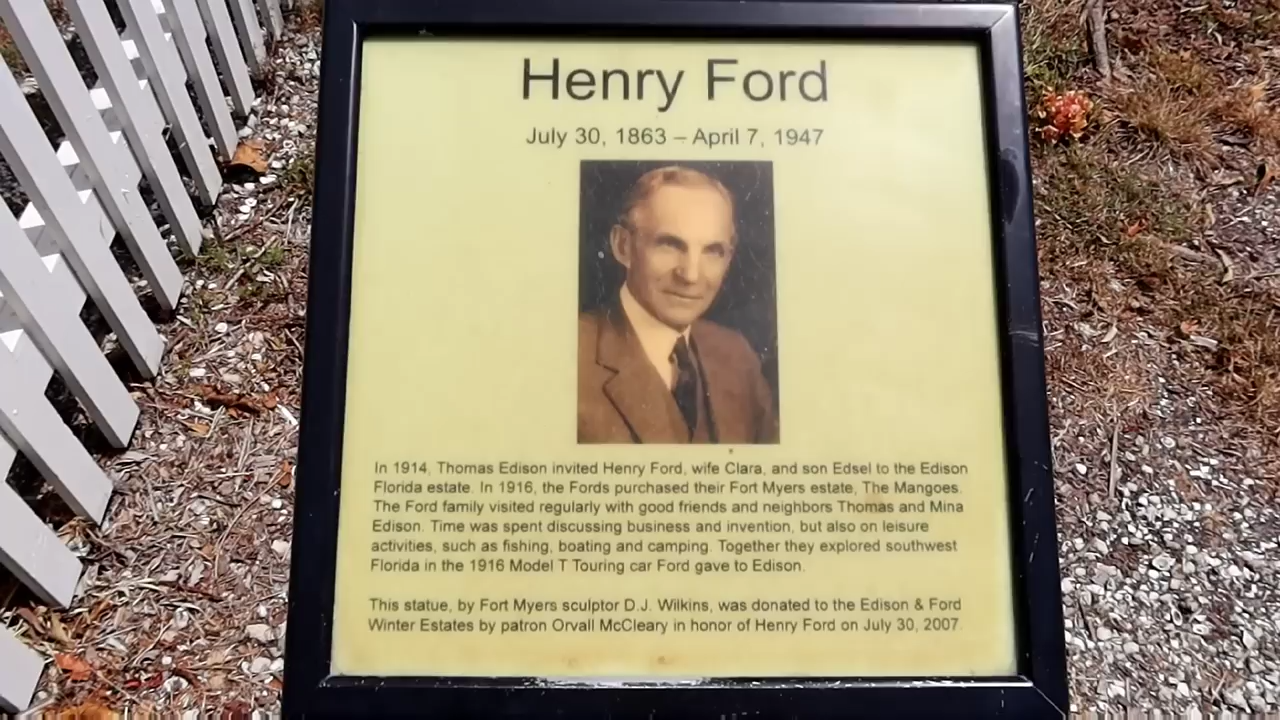 Henry Ford
July 30, 1863 – April 7, 1947
In 1914, Thomas Edison invited Henry Ford, wife Clara, and son Edsel to the Edison
Florida estate. In 1916, the Fords purchased their Fort Myers estate, The Mangoes.
The Ford family visited regularly with good friends and neighbors Thomas and Mina
Edison. Time was spent discussing business and invention, but also on leisure
activities, such as fishing, boating and camping. Together they explored southwest
Florida in the 1916 Model T Touring car Ford gave to Edison.
This statue, by Fort Myers sculptor D.J. Wilkins, was donated to the Edison & Ford
Winter Estates by patron Orvall McCleary in honor of Henry Ford on July 30, 2007.